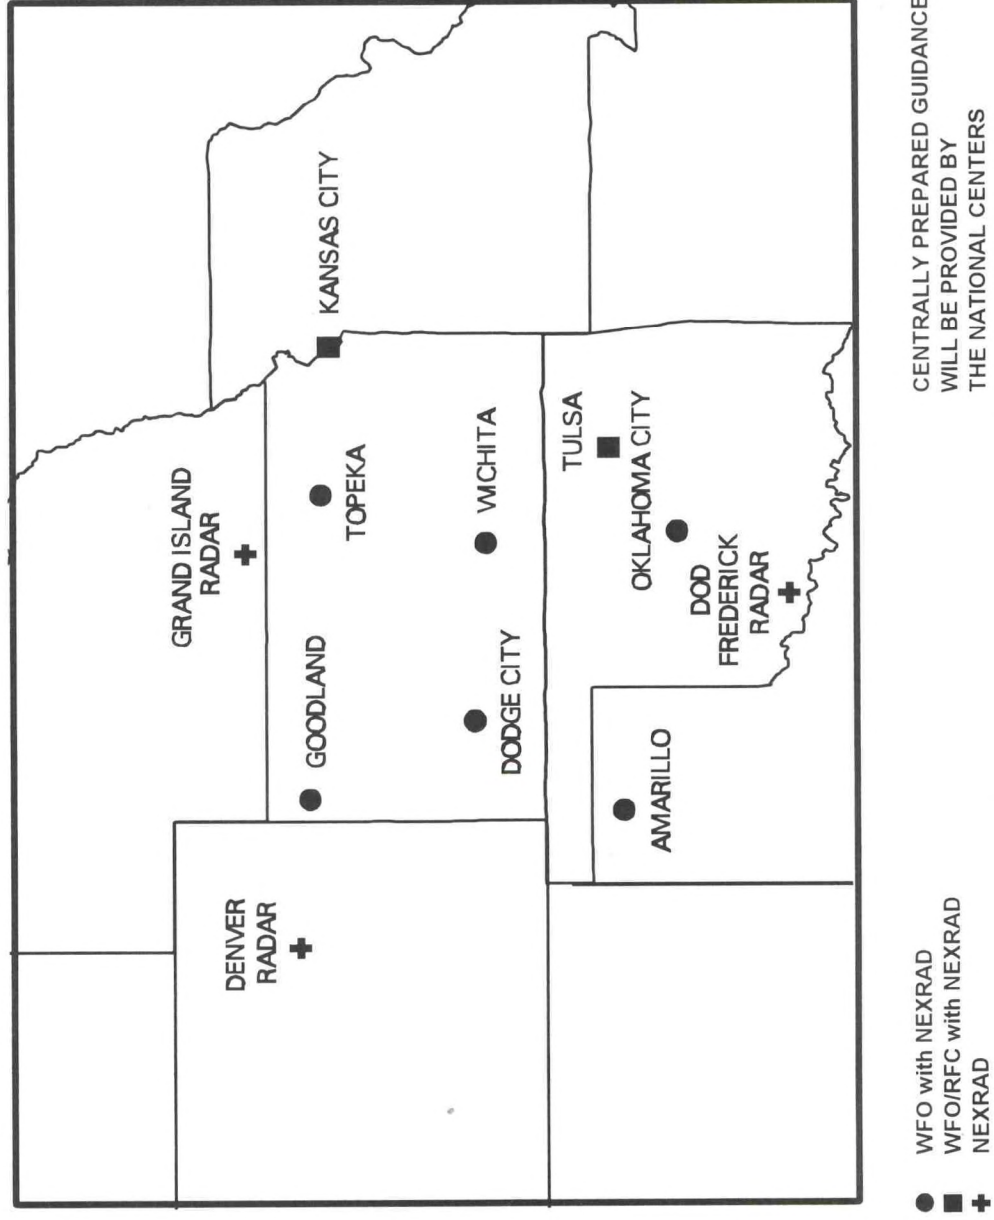 GRAND ISLAND
RADAR
DENVER
RADAR
GOODLAND
TOPEKA
KANSAS CITY
DODGE CITY
WICHITA
TULSA
OKLAHOMA CITY
DOD
FREDERICK
RADAR
AMARILLO
WFO with NEXRAD
WFO/RFC with NEXRAD
NEXRAD
CENTRALLY PREPARED GUIDANCE
WILL BE PROVIDED BY
THE NATIONAL CENTERS